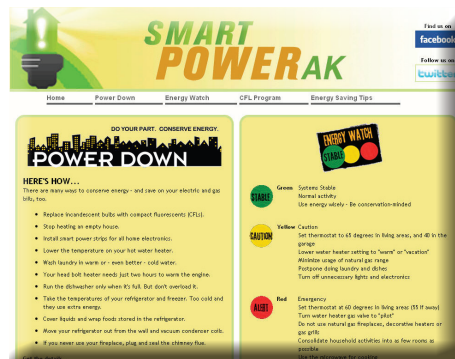 SMART
POWERAK
Find us on
facebook
Follow us on
twitter
Home
Power Down
Energy Watch
CFL Program
Energy Saving Tips
DO YOUR PART. CONSERVE ENERGY.
POWER DOWN
HERE'S HOW...
There are many ways to conserve energy - and save on your electric and gas
bills, too.
Replace incandescent bulbs with compact fluorescents (CFLs).
Stop heating an empty house.
Install smart power strips for all home electronics.
Lower the temperature on your hot water heater.
Wash laundry in warm or - even better - cold water.
Your head bolt heater needs just two hours to warm the engine.
Run the dishwasher only when it's full. But don't overload it.
Take the temperatures of your refrigerator and freezer. Too cold and
they use extra energy.
Cover liquids and wrap foods stored in the refrigerator.
Move your refrigerator out from the wall and vacuum condenser coils.
If you never use your fireplace, plug and seal the chimney flue.
ENERGY WATCH
STABLE
STABLE
Green Systems Stable
Normal activity
Use energy wisely - Be conservation-minded
CAUTION
Yellow Caution
Set thermostat to 65 degrees in living areas, and 40 in the
garage
Lower water heater setting to "warm" or "vacation"
Minimize usage of natural gas range
Postpone doing laundry and dishes
Turn off unnecessary lights and electronics
ALERT
Red Emergency
Set thermostat at 60 degrees in living areas (55 if away)
Turn water heater gas valve to "pilot"
Do not use natural gas fireplaces, decorative heaters or
gas grills
Consolidate household activities into as few rooms as
possible
Use the microwave for cooking